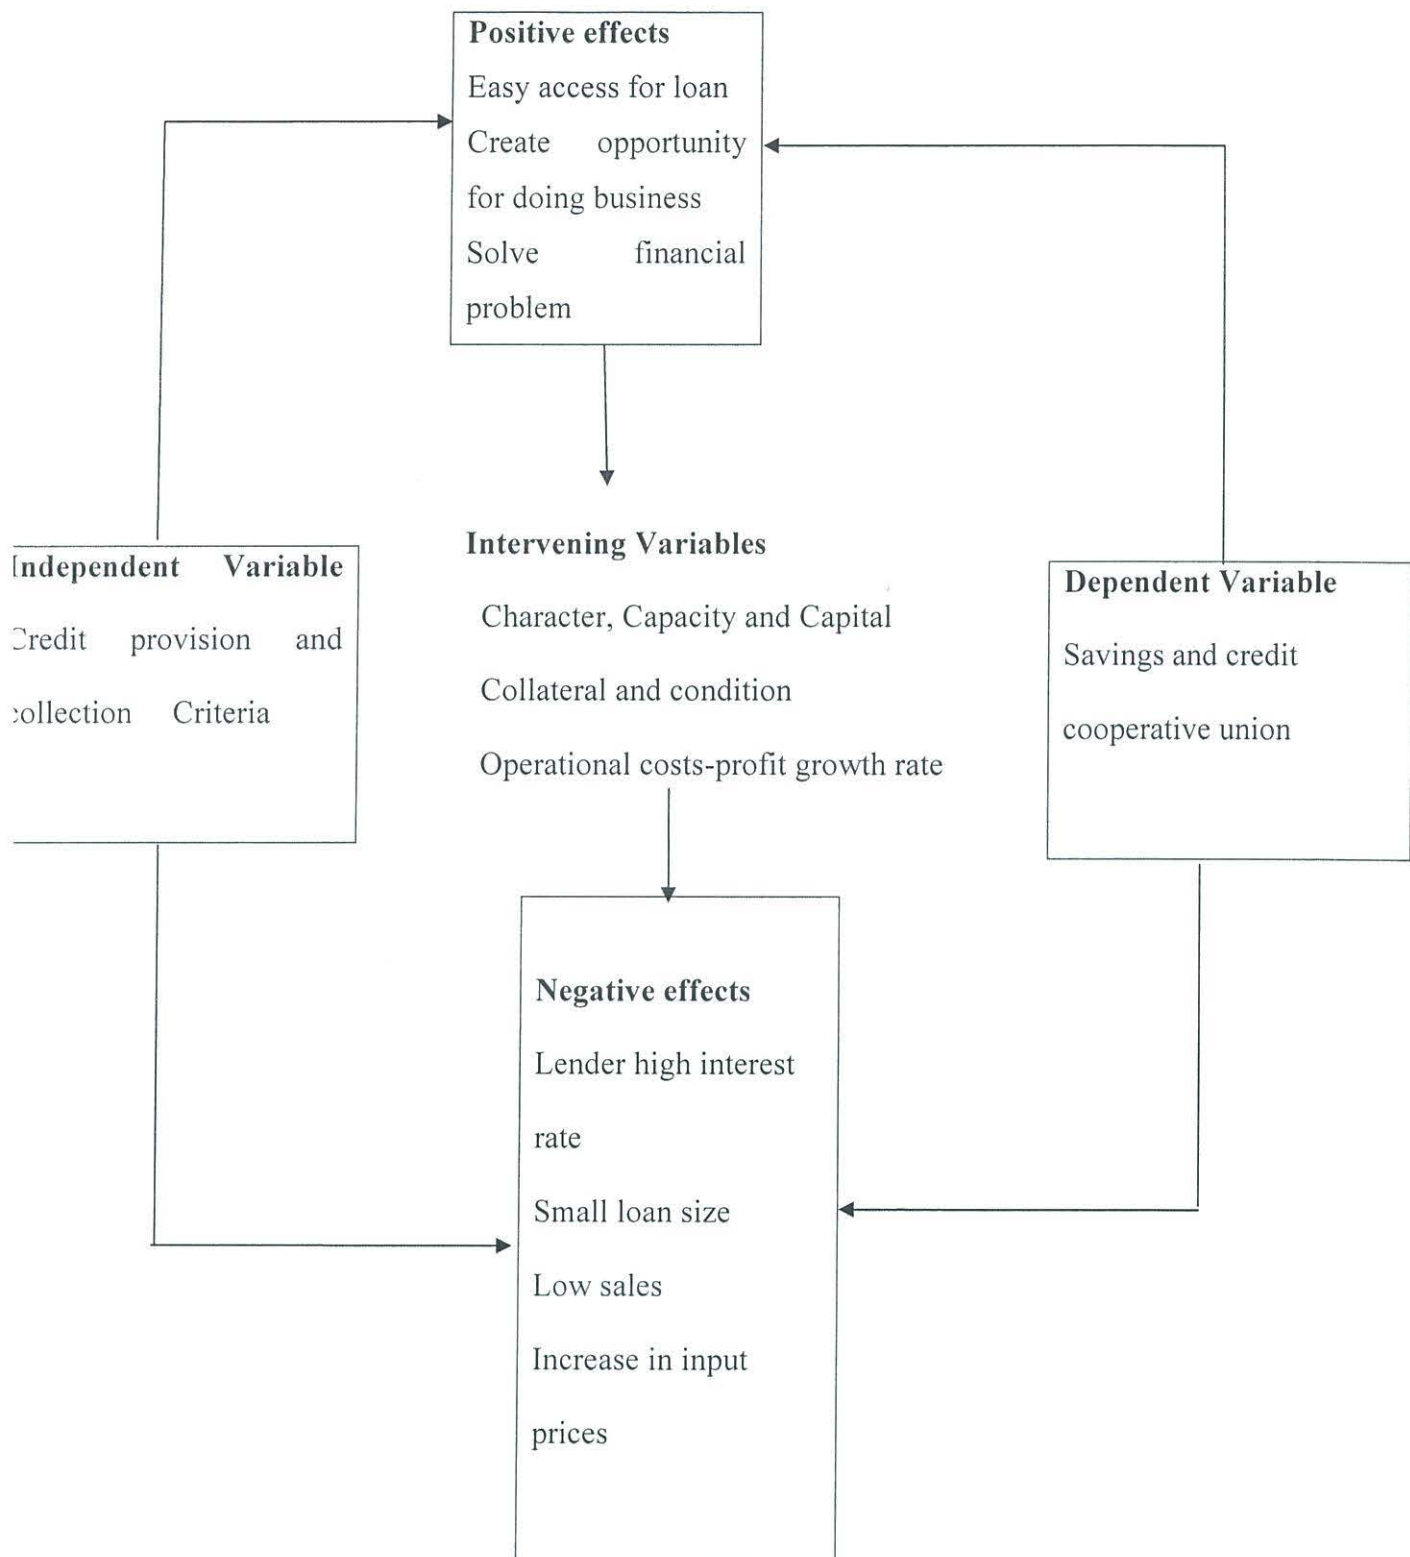 Positive effects
Easy access for loan
Create opportunity
for doing business
Solve financial
problem
Independent Variable
Credit provision and
collection Criteria
Intervening Variables
Character, Capacity and Capital
Collateral and condition
Operational costs-profit growth rate
Dependent Variable
Savings and credit
cooperative union
Negative effects
Lender high interest
rate
Small loan size
Low sales
Increase in input
prices